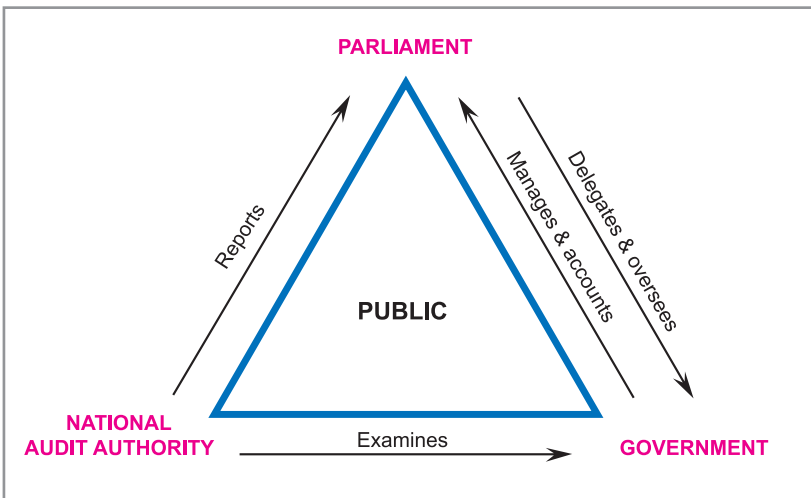 PARLIAMENT
Reports
Manages & accounts
Delegates & oversees
PUBLIC
NATIONAL
AUDIT AUTHORITY
Examines
GOVERNMENT